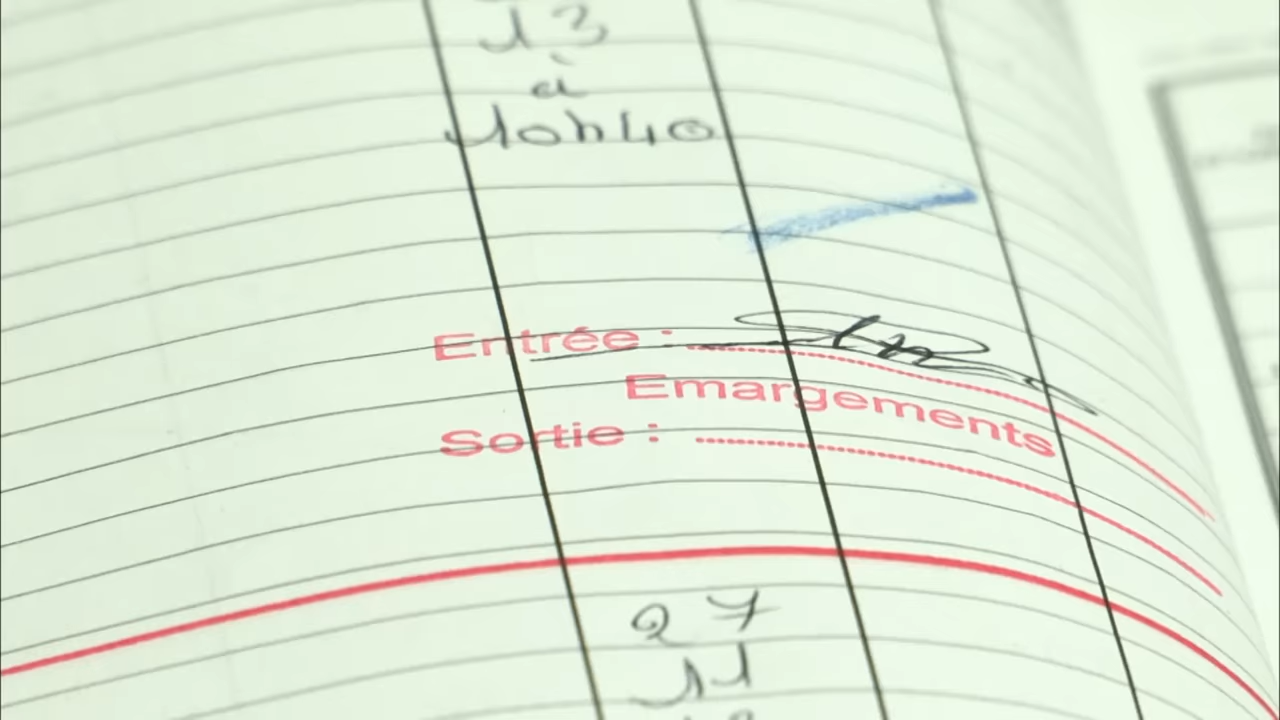 13
à
10h40
Entrée :
Emargements
Sortie :
27
11